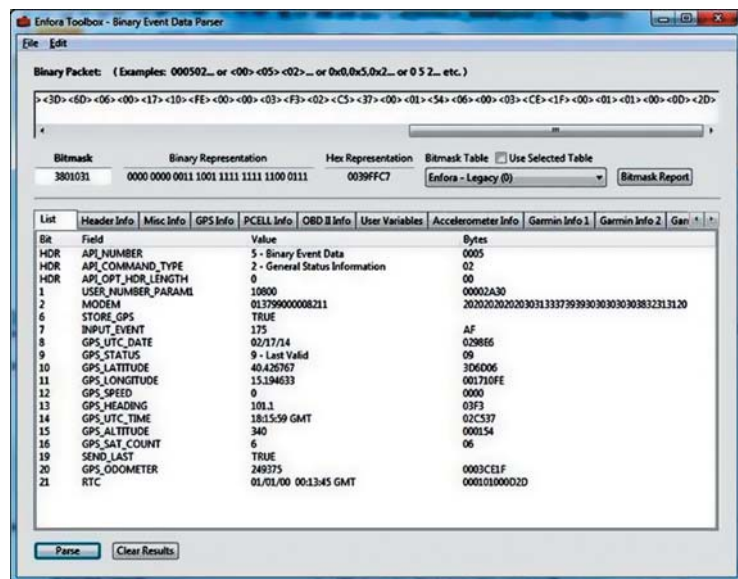 Enfora Toolbox - Binary Event Data Parser
File Edit
Binary Packet: (Examples: 000502... or <00> <05> <02>... or 0x0,0x5,0x2... or 0 5 2... etc.)
> <3D> <6D> <06> <00> <17> <10> <FE> <00> <00> <03> <F3> <02> <C5> <37> <00> <01> <54> <06> <00> <03> <CE> <1F> <00> <01> <01> <00> <0D> <2D>
Bitmask Binary Representation Hex Representation Bitmask Table Use Selected Table
3801031 0000 0000 0011 1001 1111 1111 1100 0111 0039FFC7 Enfora - Legacy (0) Bitmask Report
List Header Info Misc Info GPS Info PCELL Info OBD II Info User Variables Accelerometer Info Garmin Info 1 Garmin Info 2 Gar
Bit Field Value Bytes
HDR API_NUMBER 5 - Binary Event Data 0005
HDR API_COMMAND_TYPE 2 - General Status Information 02
HDR API_OPT_HDR_LENGTH 0 00
1 USER_NUMBER_PARAM1 10800 00002A30
2 MODEM 013799000008211 20202020202030313337393930303030303832313120
6 STORE_GPS TRUE
7 INPUT_EVENT 175 AF
8 GPS_UTC_DATE 02/17/14 0298E6
9 GPS_STATUS 9 - Last Valid 09
10 GPS_LATITUDE 40.426767 3D6D06
11 GPS_LONGITUDE 15.194633 001710FE
12 GPS_SPEED 0 0000
13 GPS_HEADING 101.1 03F3
14 GPS_UTC_TIME 18:15:59 GMT 02C537
15 GPS_ALTITUDE 340 000154
16 GPS_SAT_COUNT 6 06
19 SEND_LAST TRUE
20 GPS_ODOMETER 249375 0003CE1F
21 RTC 01/01/00 00:13:45 GMT 000101000D2D
Parse Clear Results